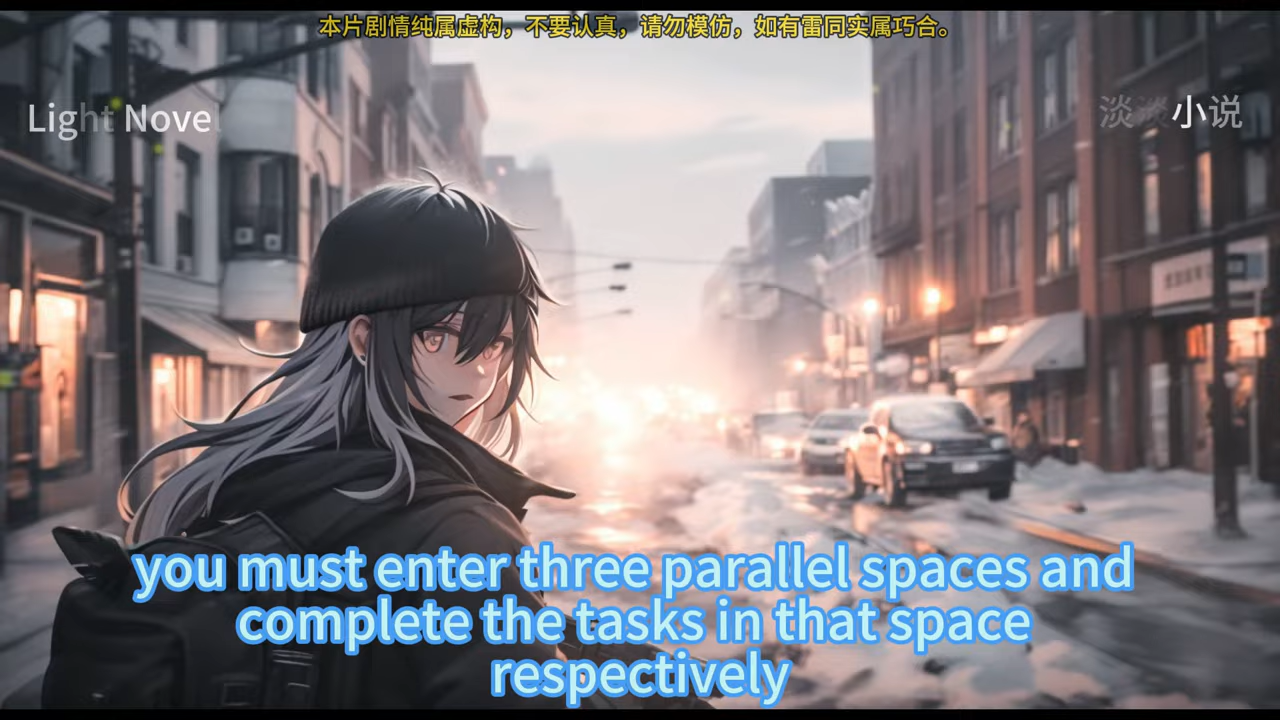 本片剧情纯属虚构，不要认真，请勿模仿，如有雷同实属巧合。
Light Novel
淡淡小说
you must enter three parallel spaces and
complete the tasks in that space
respectively